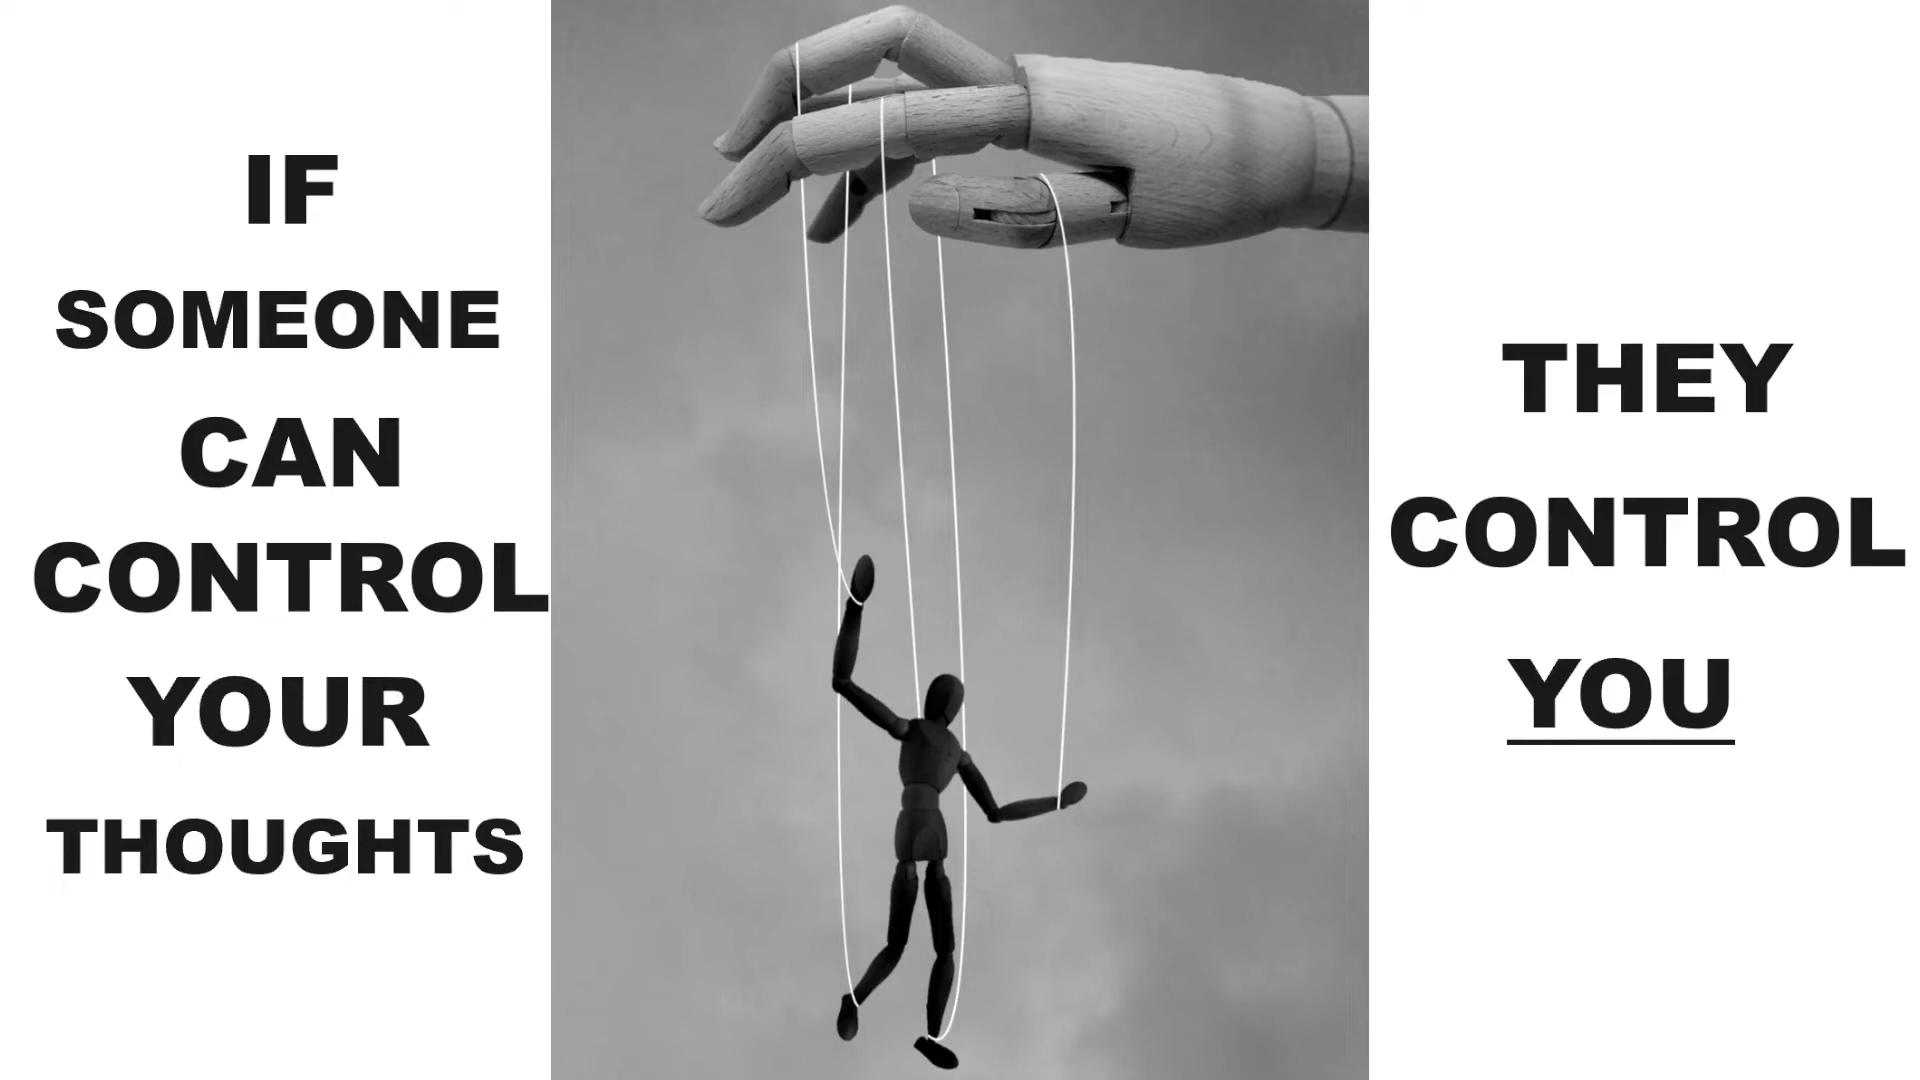 IF
SOMEONE
CAN
CONTROL
YOUR
THOUGHTS
THEY
CONTROL
YOU